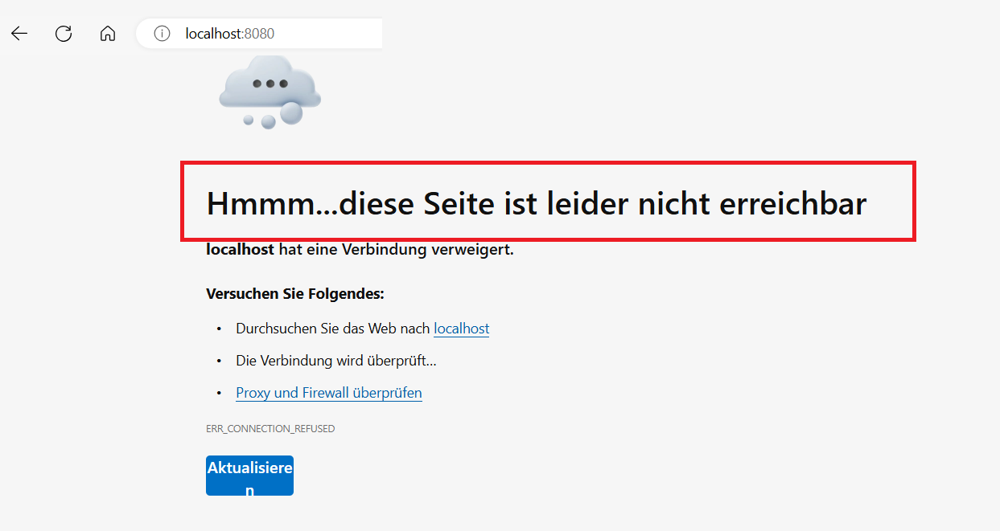 localhost:8080
Hmmm...diese Seite ist leider nicht erreichbar
localhost hat eine Verbindung verweigert.
Versuchen Sie Folgendes:
• Durchsuchen Sie das Web nach localhost
• Die Verbindung wird überprüft...
• Proxy und Firewall überprüfen
ERR_CONNECTION_REFUSED
Aktualisiere
n